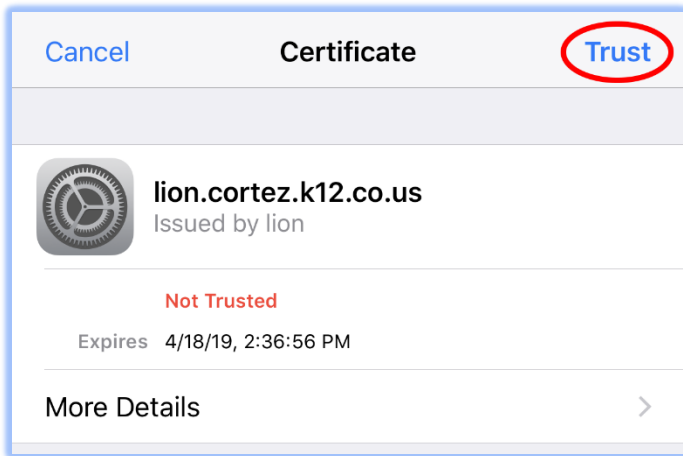 Cancel Certificate Trust
lion.cortez.k12.co.us
Issued by lion
Not Trusted
Expires 4/18/19, 2:36:56 PM
More Details